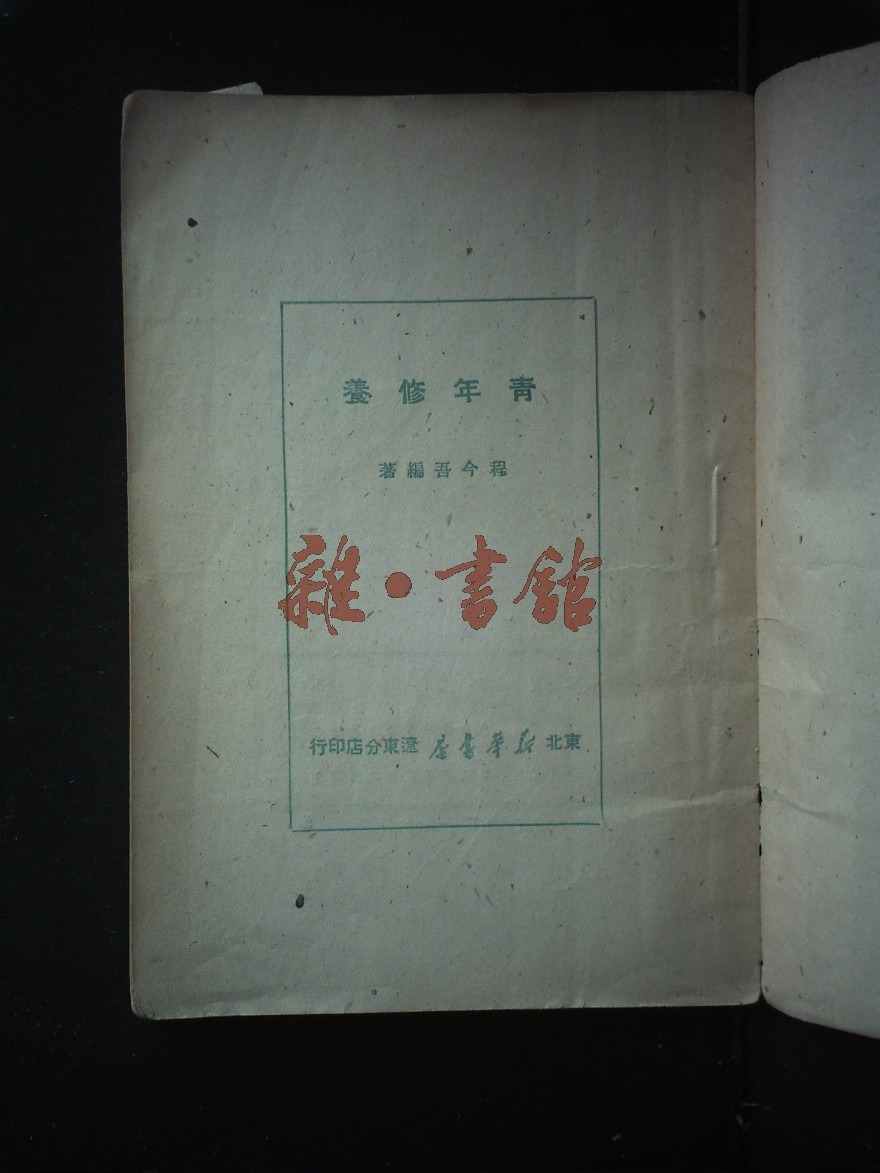 青年修養
程今吾編著
雜·書館
東北新華書店遼東分店印行